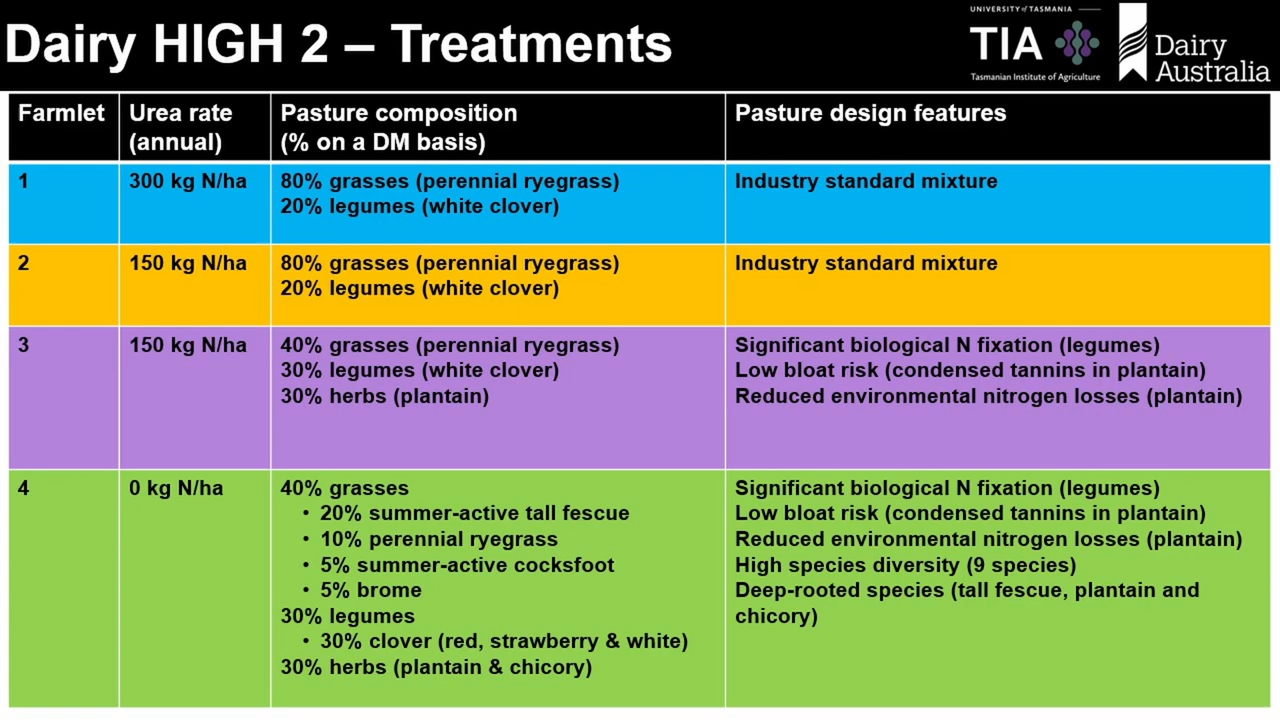 Dairy HIGH 2 – Treatments
UNIVERSITY of TASMANIA
TIA
Tasmanian Institute of Agriculture
Dairy
Australia
Farmlet
Urea rate
(annual)
Pasture composition
(% on a DM basis)
Pasture design features
1
300 kg N/ha
80% grasses (perennial ryegrass)
20% legumes (white clover)
Industry standard mixture
2
150 kg N/ha
80% grasses (perennial ryegrass)
20% legumes (white clover)
Industry standard mixture
3
150 kg N/ha
40% grasses (perennial ryegrass)
30% legumes (white clover)
30% herbs (plantain)
Significant biological N fixation (legumes)
Low bloat risk (condensed tannins in plantain)
Reduced environmental nitrogen losses (plantain)
4
0 kg N/ha
40% grasses
• 20% summer-active tall fescue
• 10% perennial ryegrass
• 5% summer-active cocksfoot
• 5% brome
30% legumes
• 30% clover (red, strawberry & white)
30% herbs (plantain & chicory)
Significant biological N fixation (legumes)
Low bloat risk (condensed tannins in plantain)
Reduced environmental nitrogen losses (plantain)
High species diversity (9 species)
Deep-rooted species (tall fescue, plantain and
chicory)